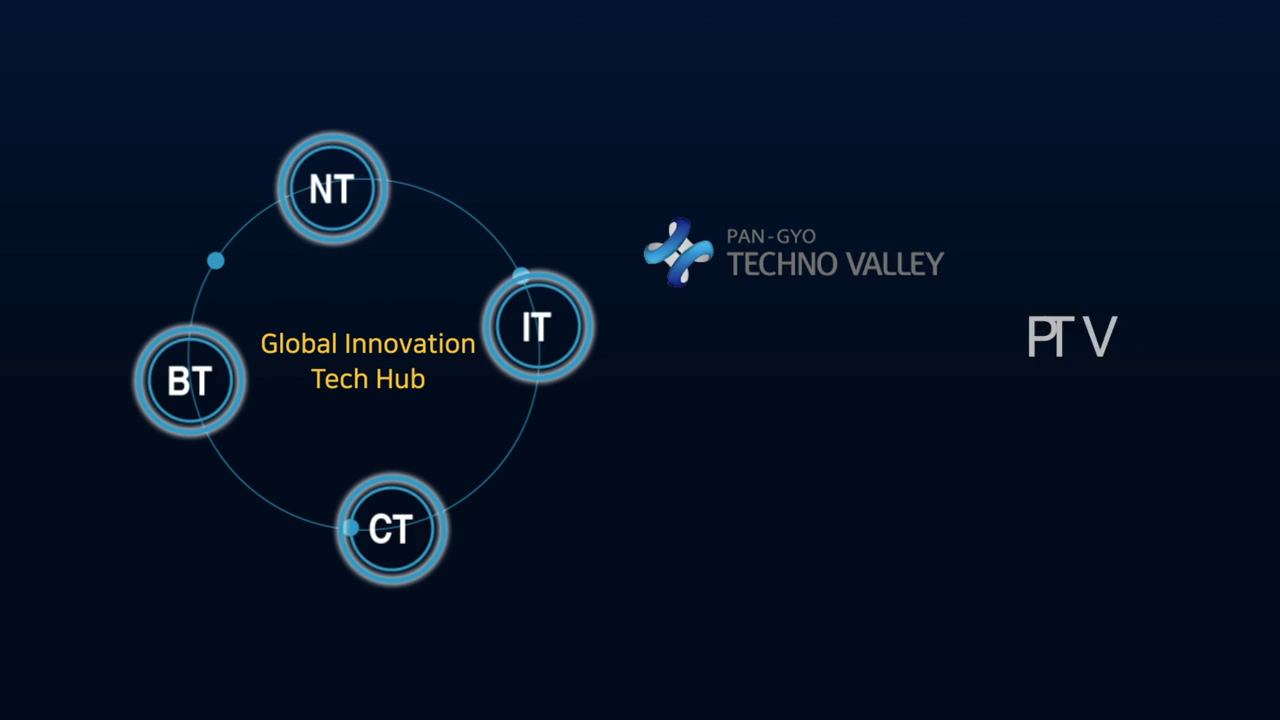 NT
IT
BT
CT
Global Innovation
Tech Hub
PAN-GYO
TECHNO VALLEY
PTV